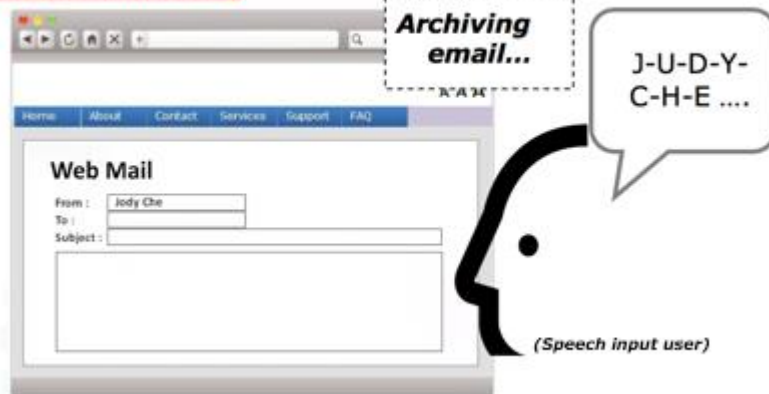 Archiving
email...
J-U-D-Y-
C-H-E ....
A A A
Home About Contact Services Support FAQ
Web Mail
From : Jody Che
To :
Subject :
(Speech input user)